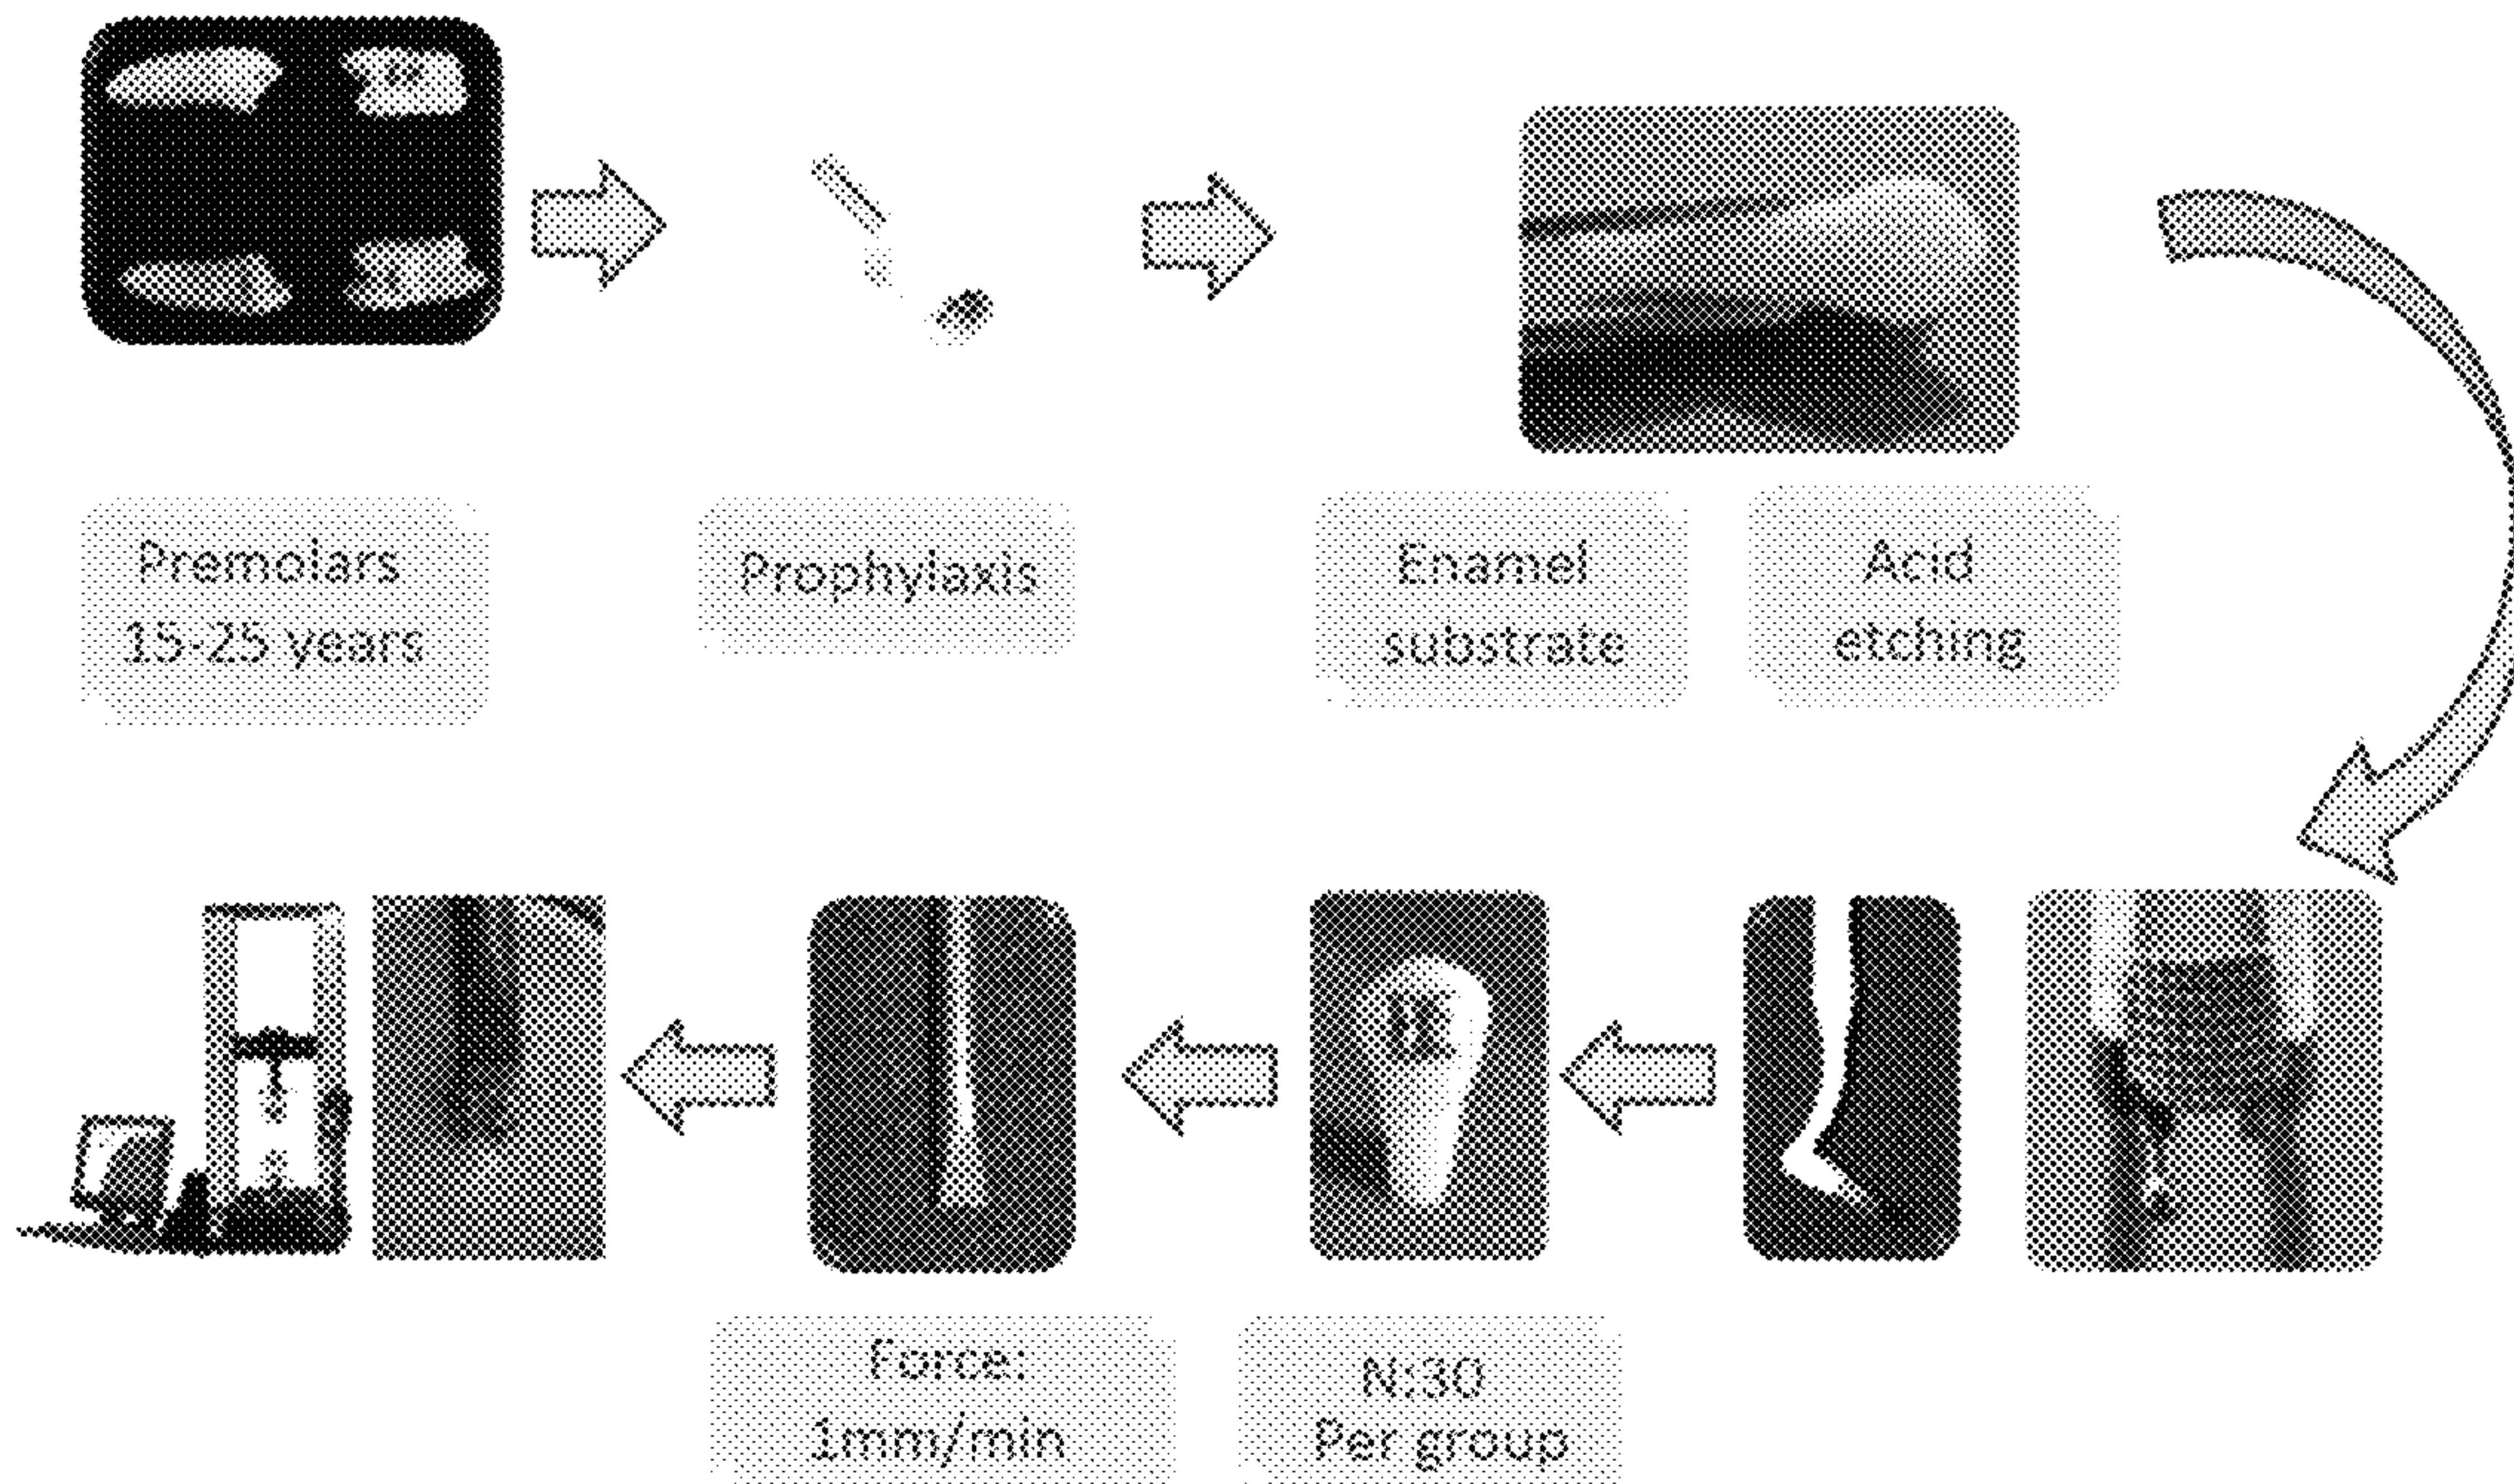 Premolars
15-25 years
Prophylaxis
Enamel
substrate
Acid
etching
Force:
1mm/min
N:30
Per group